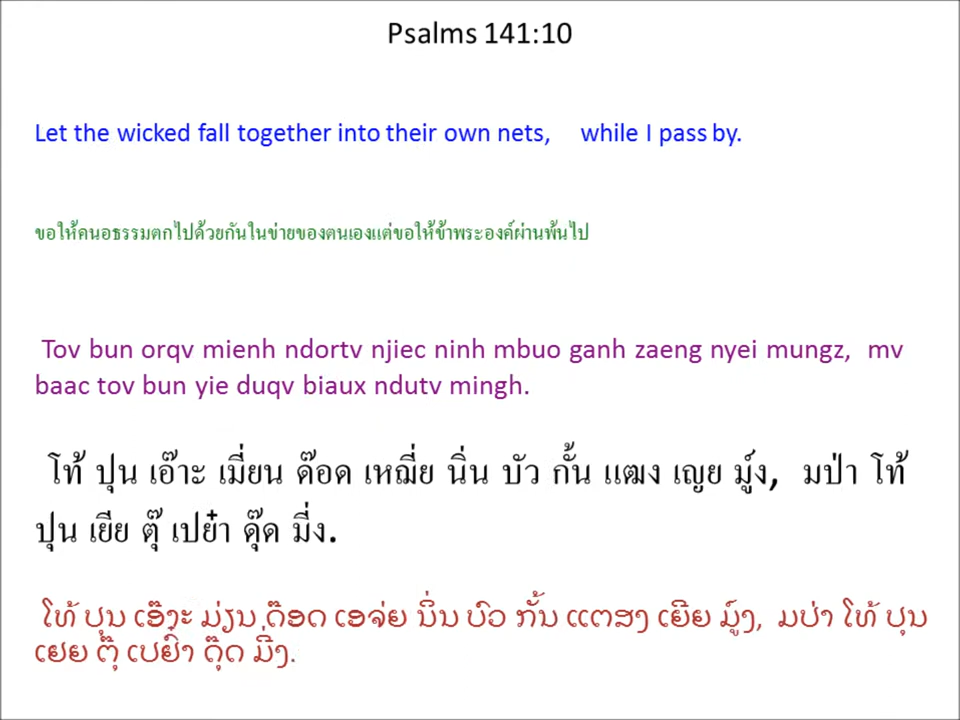 Psalms 141:10
Let the wicked fall together into their own nets, while I pass by.
ขอให้คนอธรรมตกไปด้วยกันในข่ายของตนเองแต่ขอให้ข้าพระองค์ผ่านพ้นไป
Tov bun orqv mienh ndortv njiec ninh mbuo ganh zaeng nyei mungz, mv
baac tov bun yie duqv biaux ndutv mingh.
โท้ ปุน เอ๊าะ เมี่ยน ด๊อด เหฌี่ย นิ่น บัว กั้น แฒง เญย มู์ง, มป่า โท้
ปุน เยีย ตุ๊ เปย๋า ดุ๊ด มี่ง.
ໂທ້ ປຸນ ເອ໊າະ ມ່ຽນ ດ໊ອດ ເອຈ່ຍ ນິ່ນ ບົວ ກັ້ນ ແຕສງ ເຍີຍ ມູ໌ງ, ມປ່າ ໂທ້ ປຸນ
ເຢຍ ຕຸ໊ ເປຢົ໋າ ດຸ໊ດ ມີ່ງ.